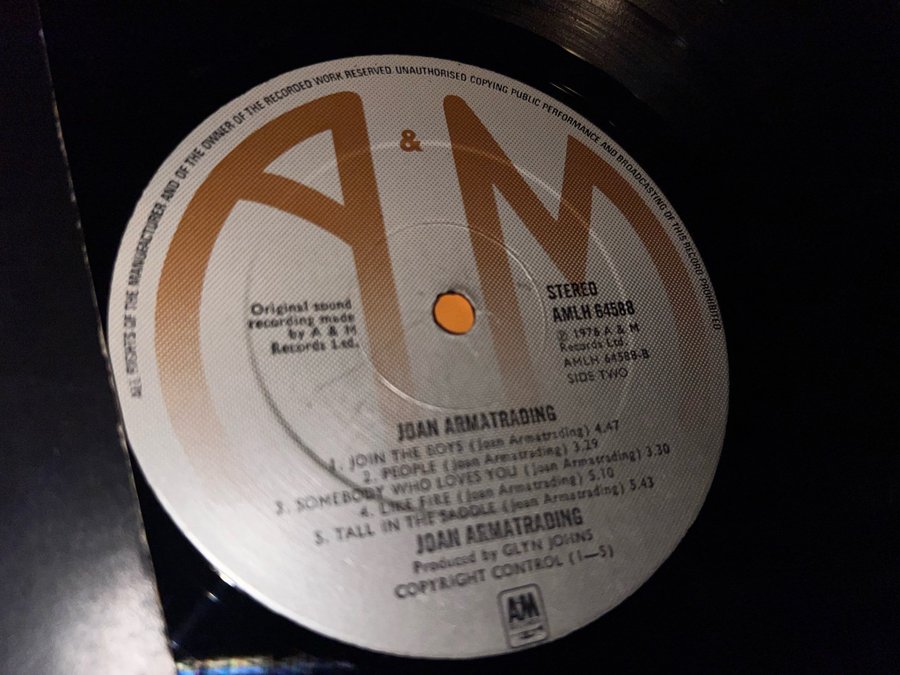 ALL RIGHTS OF THE MANUFACTURER AND OF THE OWNER OF THE RECORDED WORK RESERVED. UNAUTHORISED COPYING PUBLIC PERFORMANCE AND BROADCASTING OF THIS RECORD PROHIBITED
A & M
Original sound
recording made
by A & M
Records Ltd.
STEREO
AMLH 64588
℗ 1976 A & M
Records Ltd.
AMLH 64588-B
SIDE TWO
JOAN ARMATRADING
1. JOIN THE BOYS (Joan Armatrading) 4.47
2. PEOPLE (Joan Armatrading) 3.29
3. SOMEBODY WHO LOVES YOU (Joan Armatrading) 3.30
4. LIKE FIRE (Joan Armatrading) 5.10
5. TALL IN THE SADDLE (Joan Armatrading) 5.43
JOAN ARMATRADING
Produced by GLYN JOHNS
COPYRIGHT CONTROL (1—5)
A&M